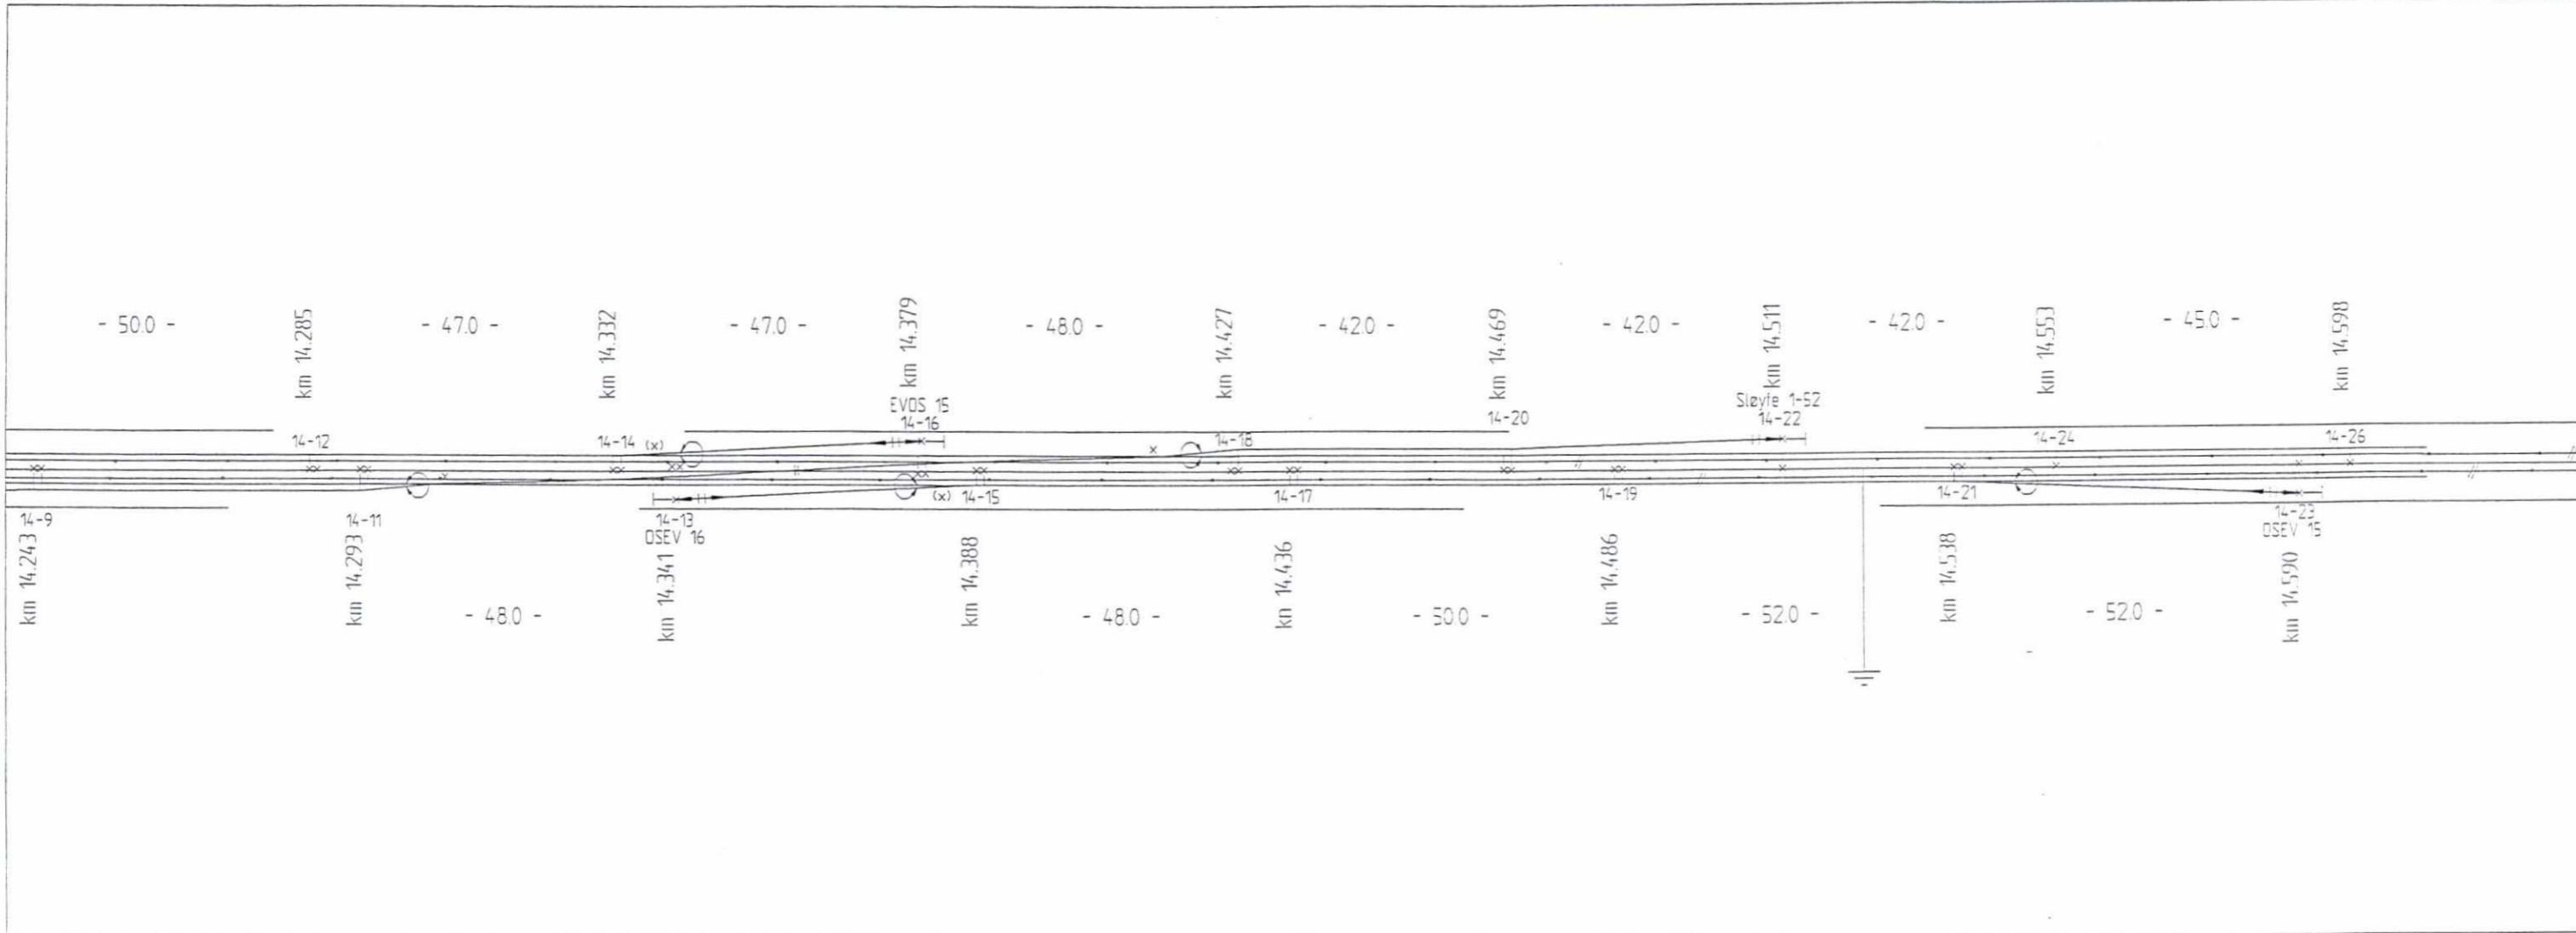 - 50.0 -
km 14.285
- 47.0 -
km 14.332
- 47.0 -
km 14.379
- 48.0 -
km 14.427
- 42.0 -
km 14.469
- 42.0 -
km 14.511
- 42.0 -
km 14.553
- 45.0 -
km 14.598
EVOS 15
Sløyfe 1-52
14-12
14-14 (x)
14-16
14-18
14-20
14-22
14-24
14-26
14-9
14-11
14-13
OSEV 16
(x) 14-15
14-17
14-19
14-21
14-23
OSEV 15
km 14.243
km 14.293
- 48.0 -
km 14.341
km 14.388
- 48.0 -
km 14.436
- 50.0 -
km 14.486
- 52.0 -
km 14.538
- 52.0 -
km 14.590